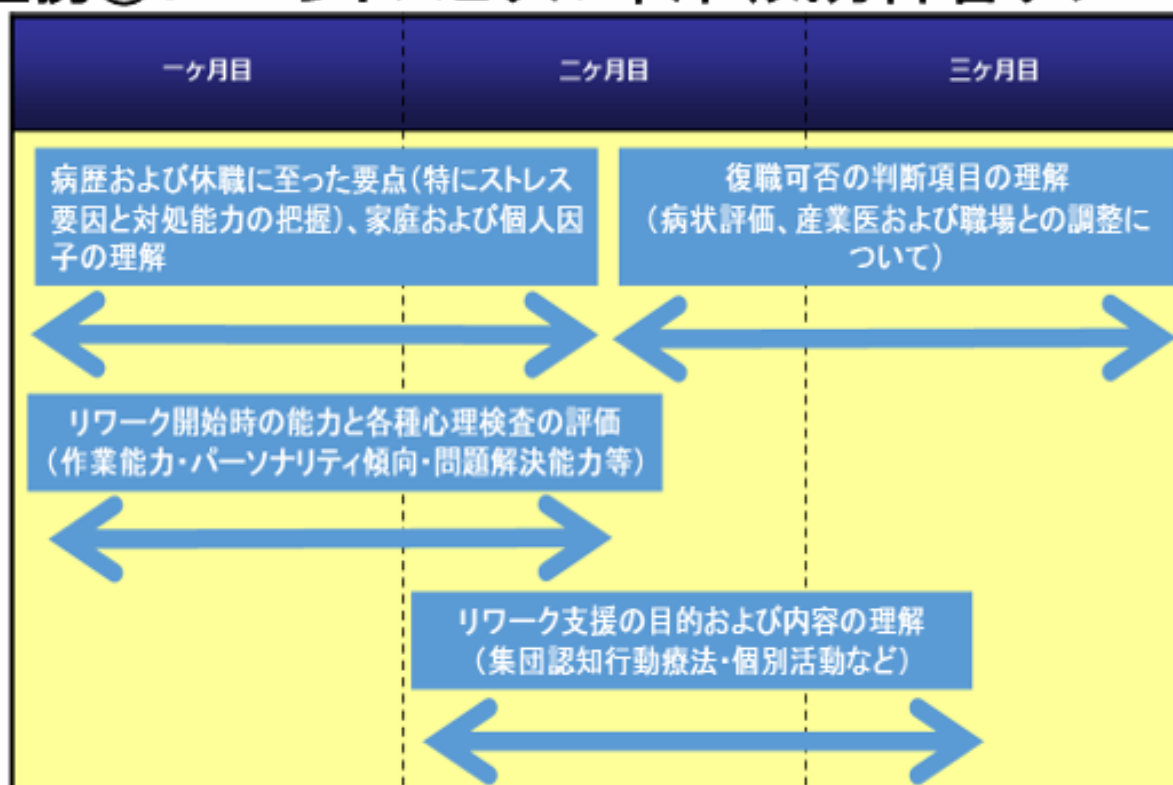 一ヶ月目
二ヶ月目
三ヶ月目
病歴および休職に至った要点(特にストレス
要因と対処能力の把握)、家庭および個人因
子の理解
復職可否の判断項目の理解
(病状評価、産業医および職場との調整に
ついて)
リワーク開始時の能力と各種心理検査の評価
(作業能力・パーソナリティ傾向・問題解決能力等)
リワーク支援の目的および内容の理解
(集団認知行動療法・個別活動など)